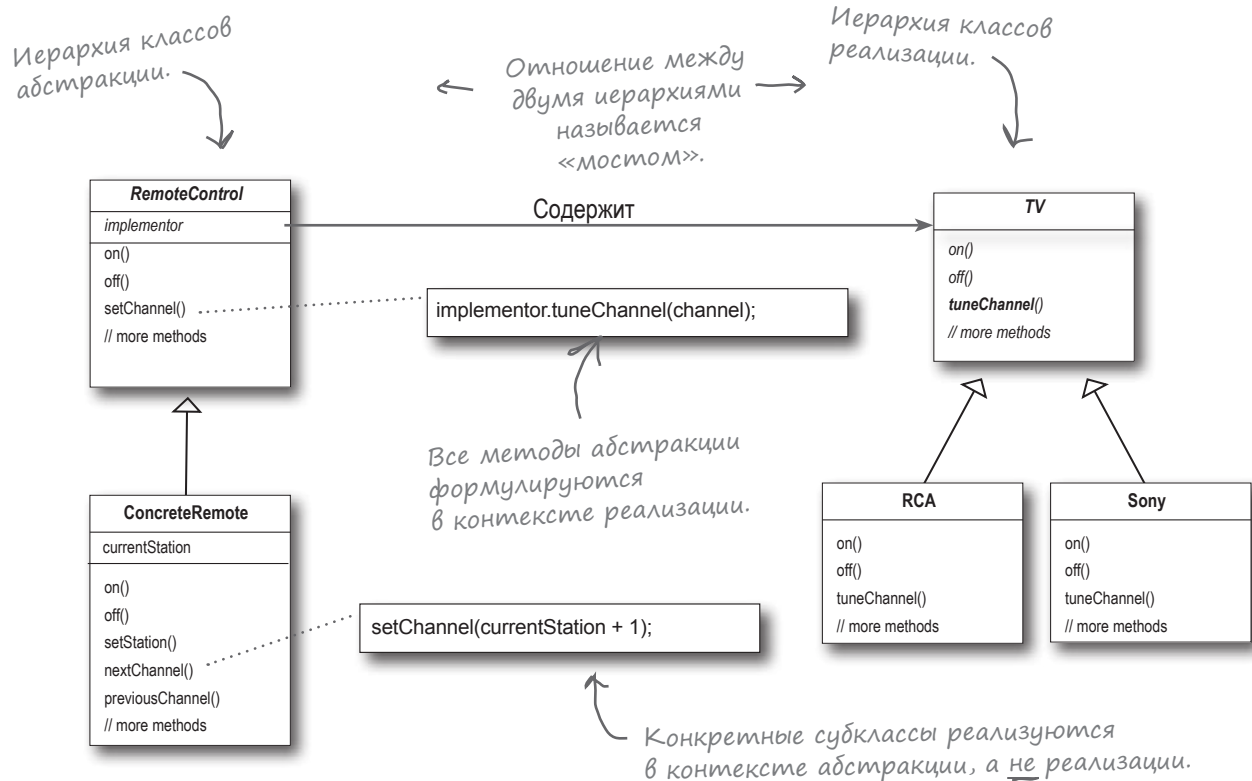 Иерархия классов
абстракции.
Отношение между
двумя иерархиями
называется
«мостом».
Иерархия классов
реализации.
RemoteControl
implementor
on()
off()
setChannel()
// more methods
Содержит
TV
on()
off()
tuneChannel()
// more methods
implementor.tuneChannel(channel);
Все методы абстракции
формулируются
в контексте реализации.
ConcreteRemote
currentStation
on()
off()
setStation()
nextChannel()
previousChannel()
// more methods
setChannel(currentStation + 1);
RCA
on()
off()
tuneChannel()
// more methods
Sony
on()
off()
tuneChannel()
// more methods
Конкретные субклассы реализуются
в контексте абстракции, а не реализации.